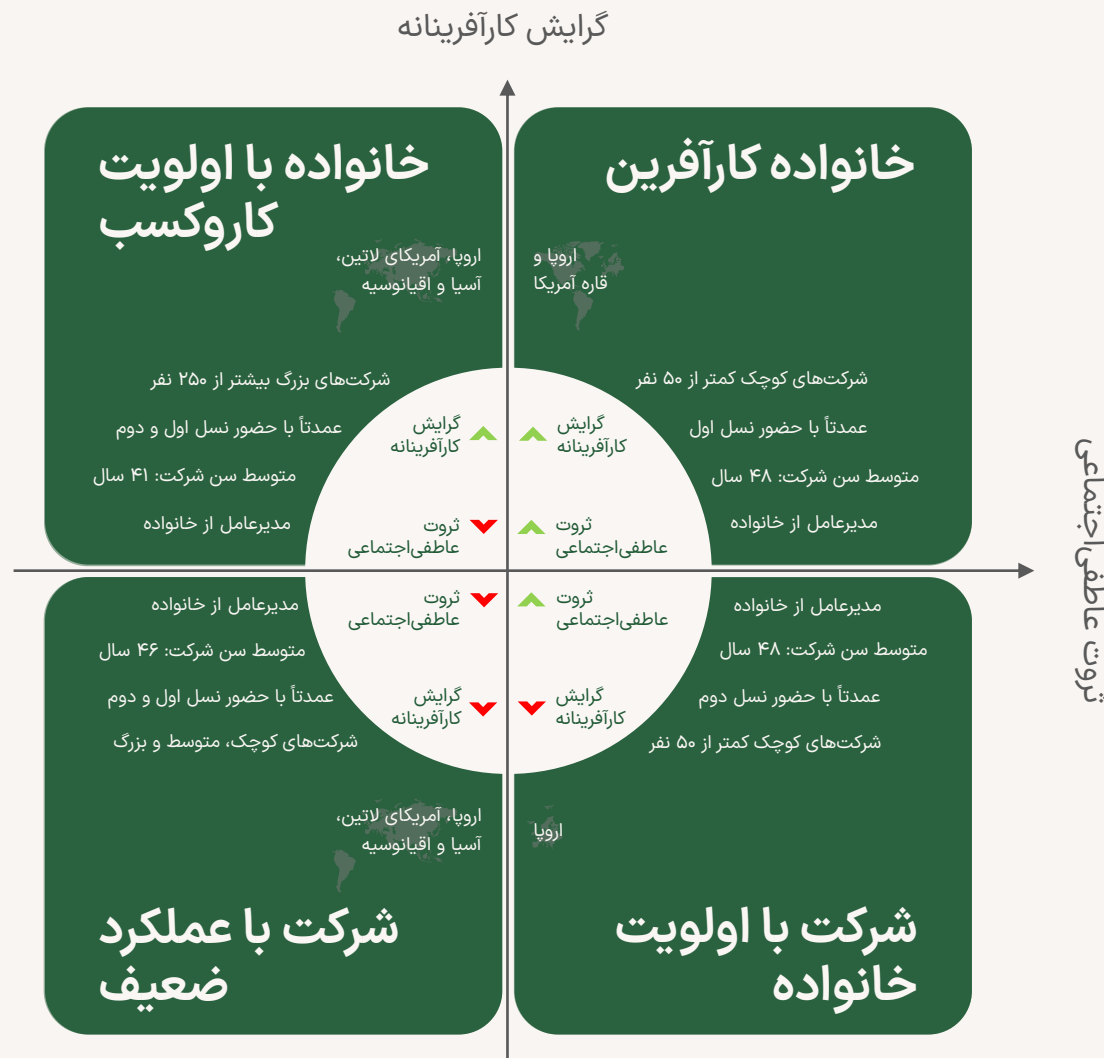 گرایش کارآفرینانه
خانواده کارآفرین
اروپا و
قاره آمریکا
شرکت‌های کوچک کمتر از ۵۰ نفر
عمدتاً با حضور نسل اول
متوسط سن شرکت: ۴۸ سال
مدیرعامل از خانواده
گرایش
کارآفرینانه
ثروت
عاطفی‌اجتماعی
خانواده با اولویت
کاروکسب
اروپا، آمریکای لاتین،
آسیا و اقیانوسیه
شرکت‌های بزرگ بیشتر از ۲۵۰ نفر
عمدتاً با حضور نسل اول و دوم
متوسط سن شرکت: ۴۱ سال
مدیرعامل از خانواده
گرایش
کارآفرینانه
ثروت
عاطفی‌اجتماعی
ثروت عاطفی‌اجتماعی
ثروت
عاطفی‌اجتماعی
گرایش
کارآفرینانه
مدیرعامل از خانواده
متوسط سن شرکت: ۴۸ سال
عمدتاً با حضور نسل دوم
شرکت‌های کوچک کمتر از ۵۰ نفر
اروپا
شرکت با اولویت
خانواده
ثروت
عاطفی‌اجتماعی
گرایش
کارآفرینانه
مدیرعامل از خانواده
متوسط سن شرکت: ۴۶ سال
عمدتاً با حضور نسل اول و دوم
شرکت‌های کوچک، متوسط و بزرگ
اروپا، آمریکای لاتین،
آسیا و اقیانوسیه
شرکت با عملکرد
ضعیف